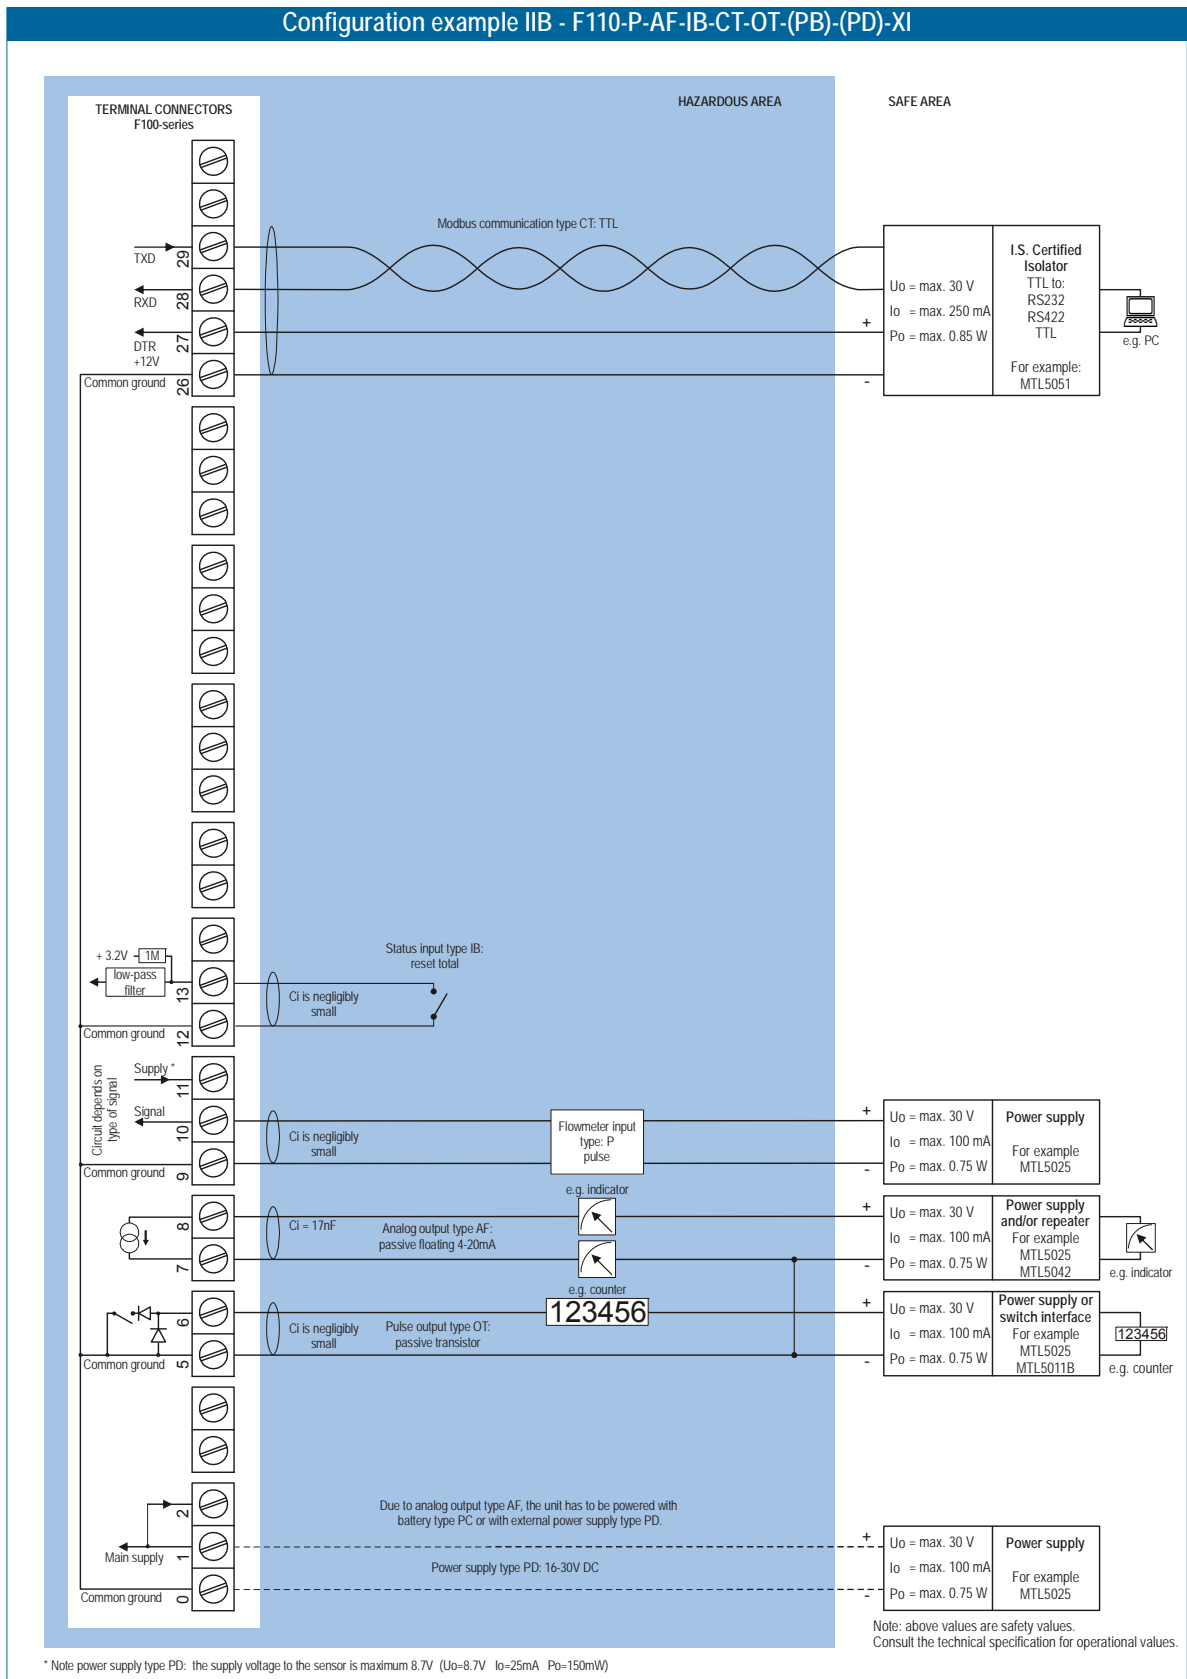 Configuration example IIB - F110-P-AF-IB-CT-OT-(PB)-(PD)-XI
TERMINAL CONNECTORS
F100-series
HAZARDOUS AREA
SAFE AREA
Modbus communication type CT: TTL
TXD
29
RXD
28
DTR
+12V
27
Common ground
26
+
-
Uo = max. 30 V
Io = max. 250 mA
Po = max. 0.85 W
I.S. Certified
Isolator
TTL to:
RS232
RS422
TTL
For example:
MTL5051
e.g. PC
+ 3.2V
1M
low-pass
filter
13
Common ground
12
Ci is negligibly
small
Status input type IB:
reset total
Circuit depends on
type of signal
Supply *
11
Signal
10
Common ground
9
Ci is negligibly
small
Flowmeter input
type: P
pulse
+
-
Uo = max. 30 V
Io = max. 100 mA
Po = max. 0.75 W
Power supply
For example
MTL5025
8
7
Ci = 17nF
Analog output type AF:
passive floating 4-20mA
e.g. indicator
+
-
Uo = max. 30 V
Io = max. 100 mA
Po = max. 0.75 W
Power supply
and/or repeater
For example
MTL5025
MTL5042
e.g. indicator
6
Common ground
5
Ci is negligibly
small
Pulse output type OT:
passive transistor
e.g. counter
123456
+
-
Uo = max. 30 V
Io = max. 100 mA
Po = max. 0.75 W
Power supply or
switch interface
For example
MTL5025
MTL5011B
123456
e.g. counter
2
Main supply
1
Common ground
0
Due to analog output type AF, the unit has to be powered with
battery type PC or with external power supply type PD.
Power supply type PD: 16-30V DC
+
-
Uo = max. 30 V
Io = max. 100 mA
Po = max. 0.75 W
Power supply
For example
MTL5025
Note: above values are safety values.
Consult the technical specification for operational values.
* Note power supply type PD: the supply voltage to the sensor is maximum 8.7V (Uo=8.7V Io=25mA Po=150mW)